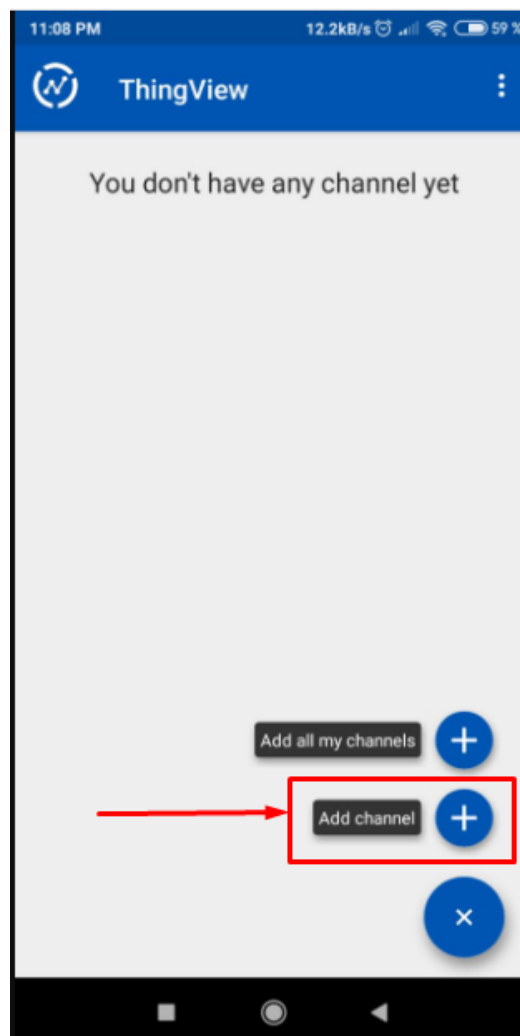 11:08 PM 12.2kB/s 59 %
ThingView
You don't have any channel yet
Add all my channels
Add channel